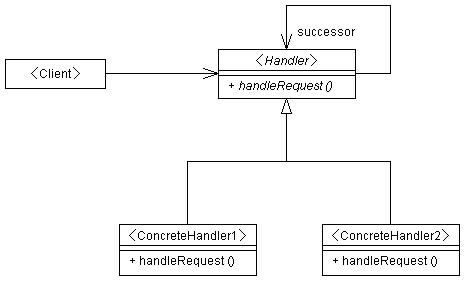 successor
<Client>
<Handler>
+ handleRequest ()
<ConcreteHandler1>
+ handleRequest ()
<ConcreteHandler2>
+ handleRequest ()